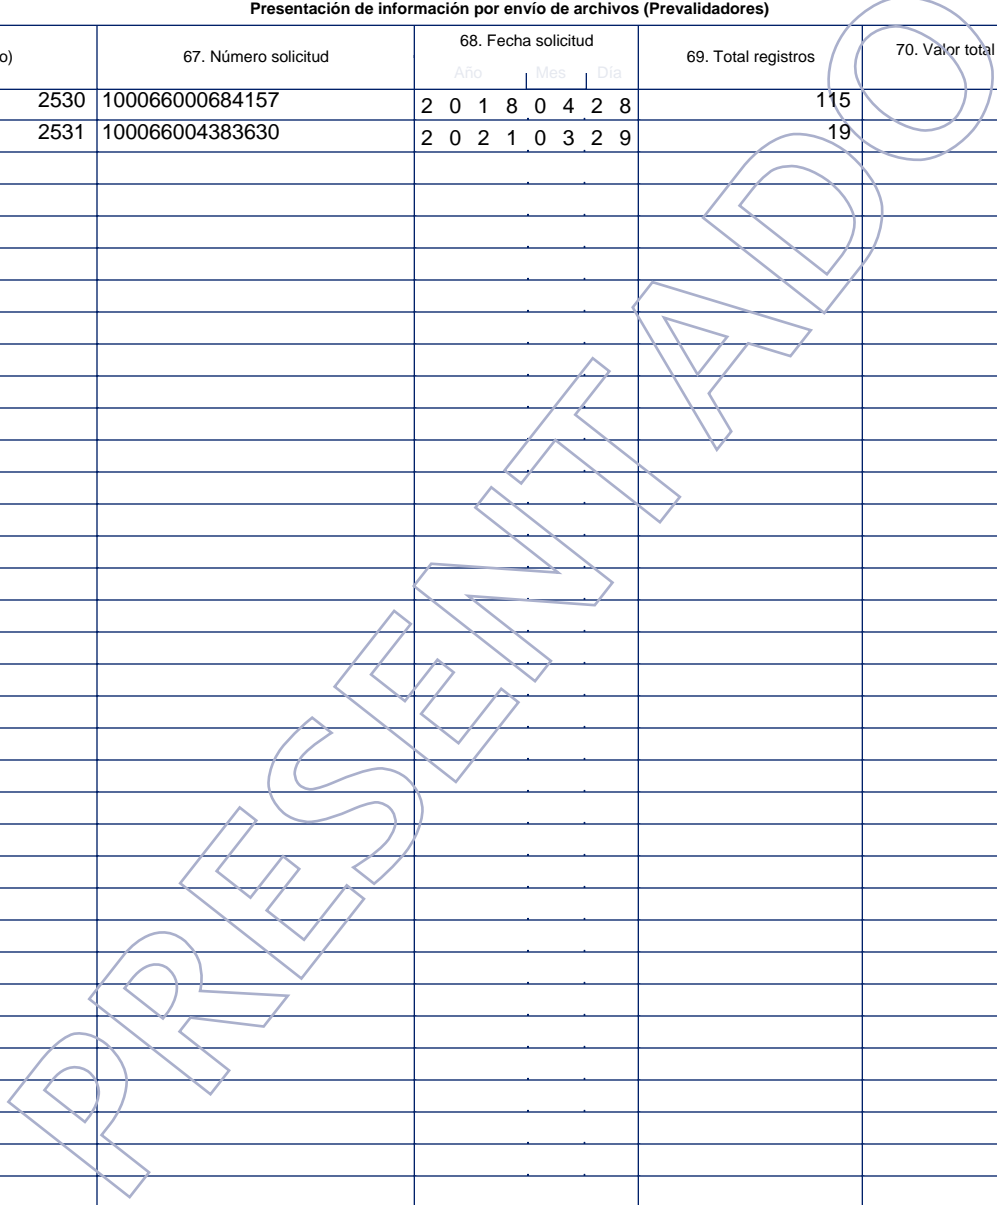 Presentación de información por envío de archivos (Prevalidadores)
o) 67. Número solicitud 68. Fecha solicitud 69. Total registros 70. Valor total
Año Mes Día
2530 100066000684157 2 0 1 8 0 4 2 8 115
2531 100066004383630 2 0 2 1 0 3 2 9 19
PRESENTADO